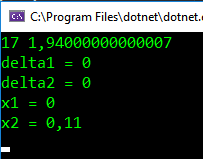 C:\Program Files\dotnet\dotnet.
17 1,94000000000007
delta1 = 0
delta2 = 0
x1 = 0
x2 = 0,11